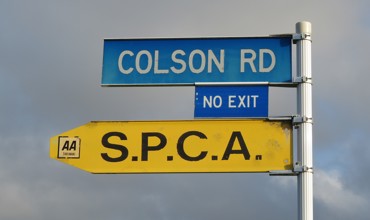 COLSON RD
NO EXIT
AA
S.P.C.A.